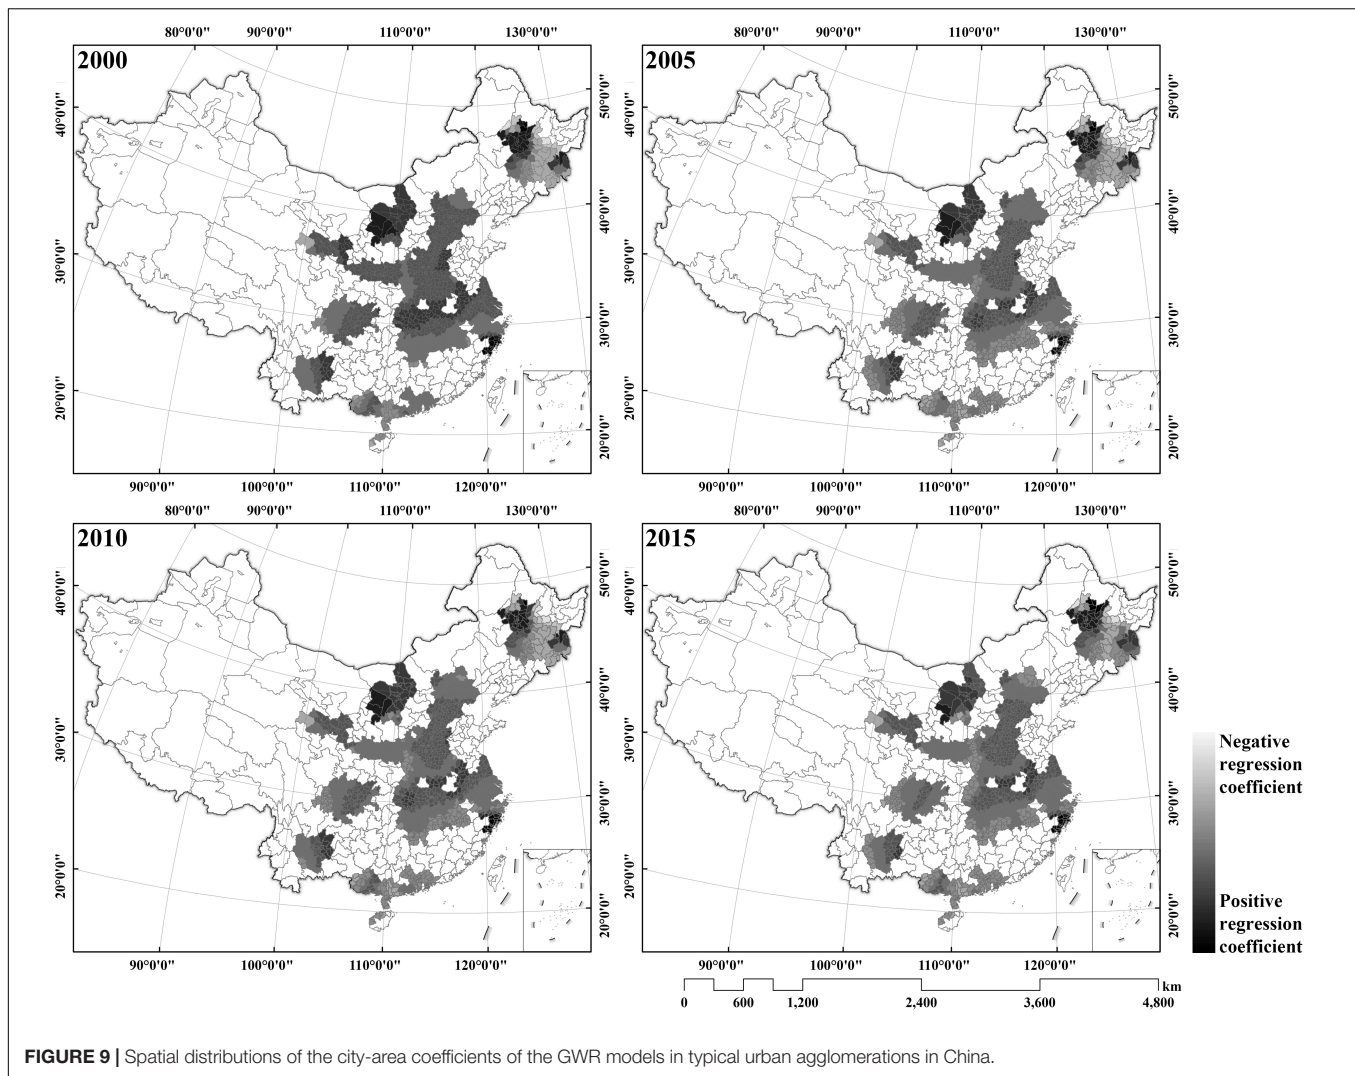 80°0'0" 90°0'0" 110°0'0" 130°0'0"
2000
40°0'0"
30°0'0"
20°0'0"
50°0'0"
40°0'0"
30°0'0"
20°0'0"
90°0'0" 100°0'0" 110°0'0" 120°0'0"
80°0'0" 90°0'0" 110°0'0" 130°0'0"
2005
40°0'0"
30°0'0"
20°0'0"
50°0'0"
40°0'0"
30°0'0"
20°0'0"
90°0'0" 100°0'0" 110°0'0" 120°0'0"
80°0'0" 90°0'0" 110°0'0" 130°0'0"
2010
40°0'0"
30°0'0"
20°0'0"
50°0'0"
40°0'0"
30°0'0"
20°0'0"
90°0'0" 100°0'0" 110°0'0" 120°0'0"
80°0'0" 90°0'0" 110°0'0" 130°0'0"
2015
40°0'0"
30°0'0"
20°0'0"
50°0'0"
40°0'0"
30°0'0"
20°0'0"
90°0'0" 100°0'0" 110°0'0" 120°0'0"
Negative
regression
coefficient
Positive
regression
coefficient
km
0 600 1,200 2,400 3,600 4,800
FIGURE 9 | Spatial distributions of the city-area coefficients of the GWR models in typical urban agglomerations in China.